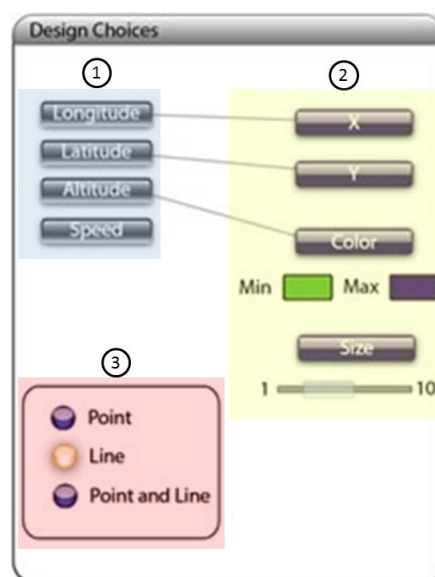 Design Choices
1
2
Longitude
X
Latitude
Y
Altitude
Speed
Color
Min
Max
Size
1
10
3
Point
Line
Point and Line